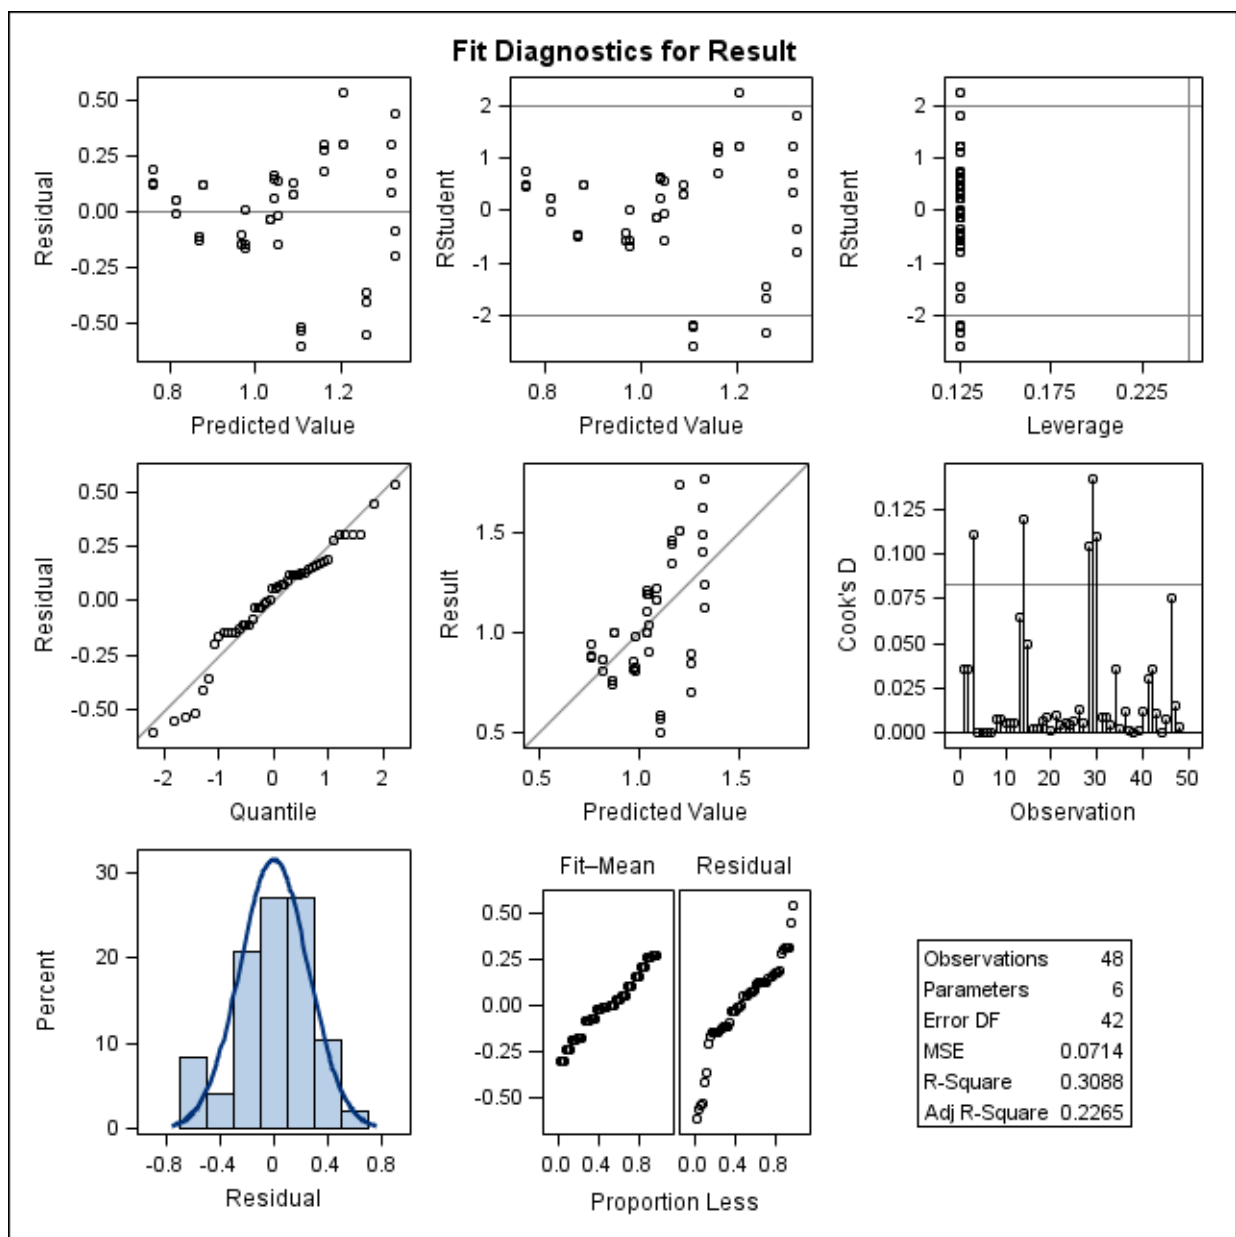 Fit Diagnostics for Result
0.50
0.25
0.00
-0.25
-0.50
Residual
0.8 1.0 1.2
Predicted Value
2
1
0
-1
-2
RStudent
0.8 1.0 1.2
Predicted Value
2
1
0
-1
-2
RStudent
0.125 0.175 0.225
Leverage
0.50
0.25
0.00
-0.25
-0.50
Residual
-2 -1 0 1 2
Quantile
1.5
1.0
0.5
Result
0.5 1.0 1.5
Predicted Value
0.125
0.100
0.075
0.050
0.025
0.000
Cook's D
0 10 20 30 40 50
Observation
30
20
10
0
Percent
-0.8 -0.4 0 0.4 0.8
Residual
Fit–Mean Residual
0.50
0.25
0.00
-0.25
-0.50
0.0 0.4 0.8 0.0 0.4 0.8
Proportion Less
Observations 48
Parameters 6
Error DF 42
MSE 0.0714
R-Square 0.3088
Adj R-Square 0.2265